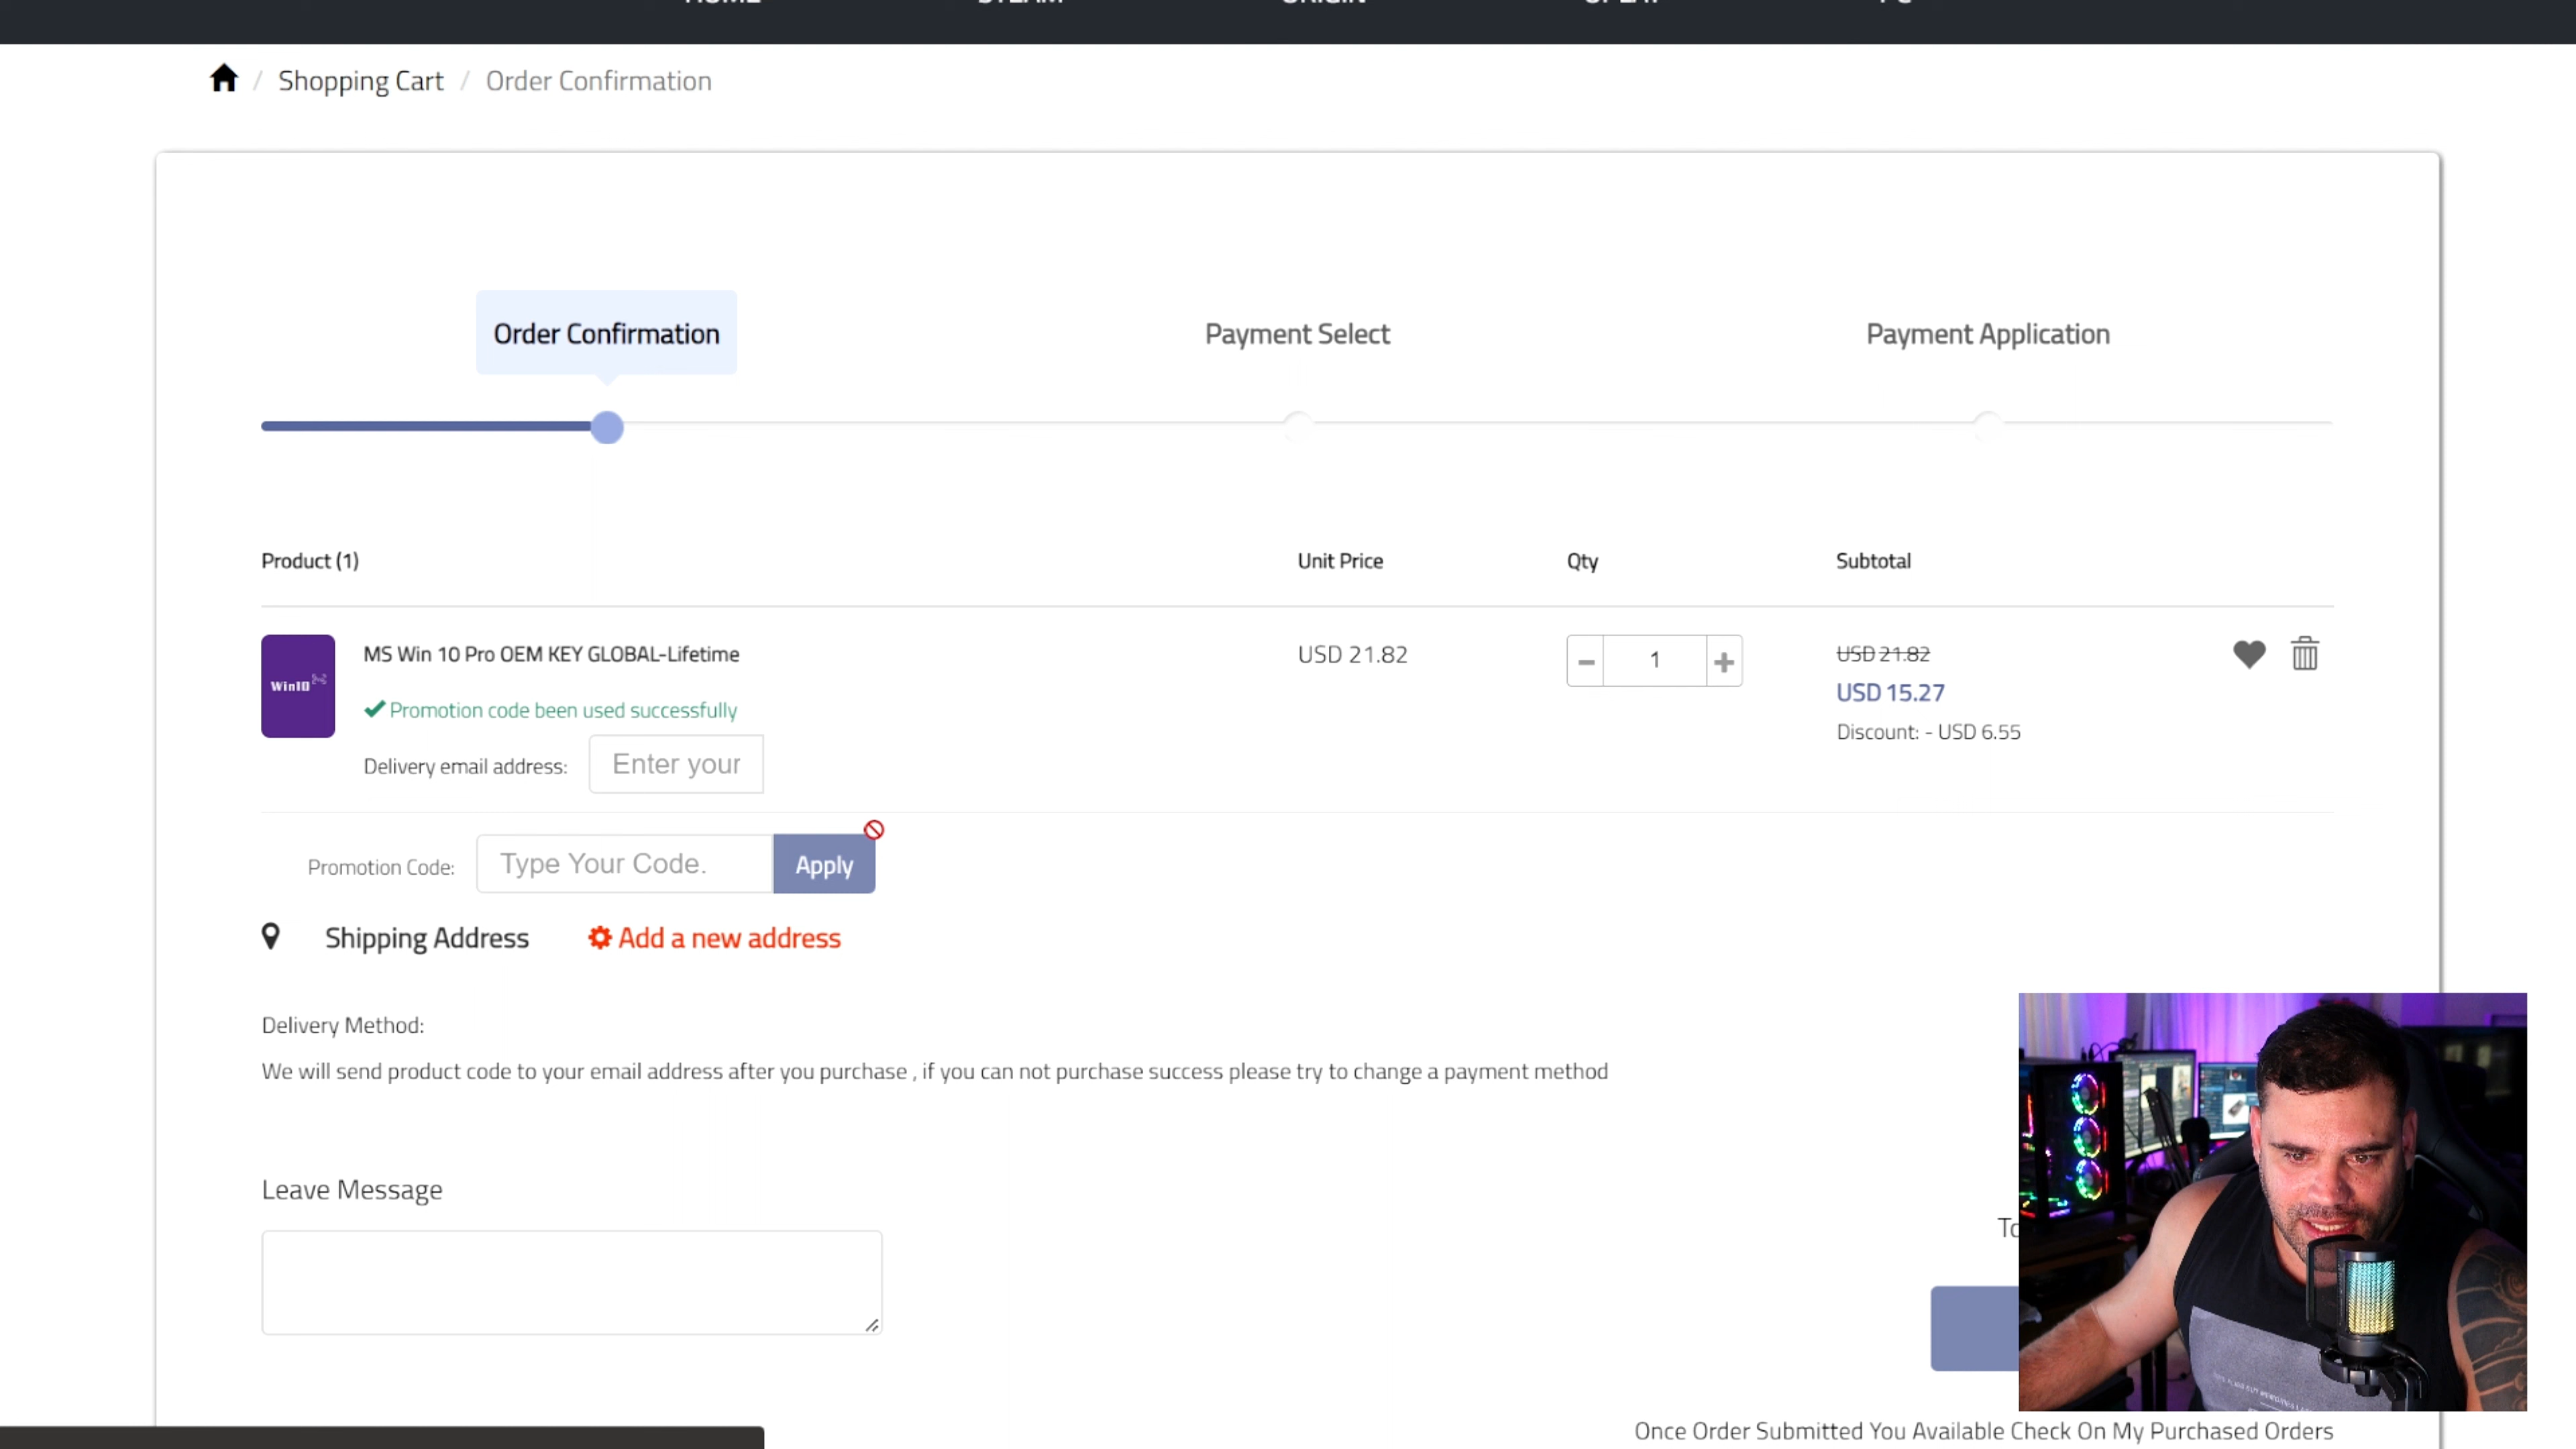 Shopping Cart / Order Confirmation
Order Confirmation
Payment Select
Payment Application
Product (1)
Unit Price
Qty
Subtotal
Win10
MS Win 10 Pro OEM KEY GLOBAL-Lifetime
USD 21.82
1
USD 21.82
USD 15.27
Discount: - USD 6.55
Promotion code been used successfully
Delivery email address:
Enter your
Promotion Code:
Type Your Code.
Apply
Shipping Address
Add a new address
Delivery Method:
We will send product code to your email address after you purchase , if you can not purchase success please try to change a payment method
Leave Message
Once Order Submitted You Available Check On My Purchased Orders